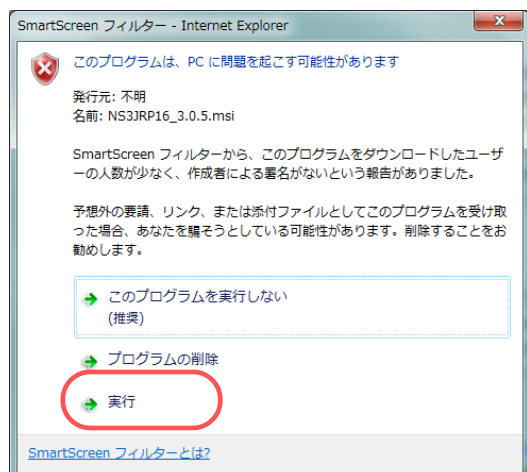 SmartScreen フィルター - Internet Explorer
このプログラムは、PC に問題を起こす可能性があります
発行元: 不明
名前: NS3JRP16_3.0.5.msi
SmartScreen フィルターから、このプログラムをダウンロードしたユーザ
ーの人数が少なく、作成者による署名がないという報告がありました。
予想外の要請、リンク、または添付ファイルとしてこのプログラムを受け取
った場合、あなたを騙そうとしている可能性があります。削除することをお
勧めします。
このプログラムを実行しない
(推奨)
プログラムの削除
実行
SmartScreen フィルターとは?